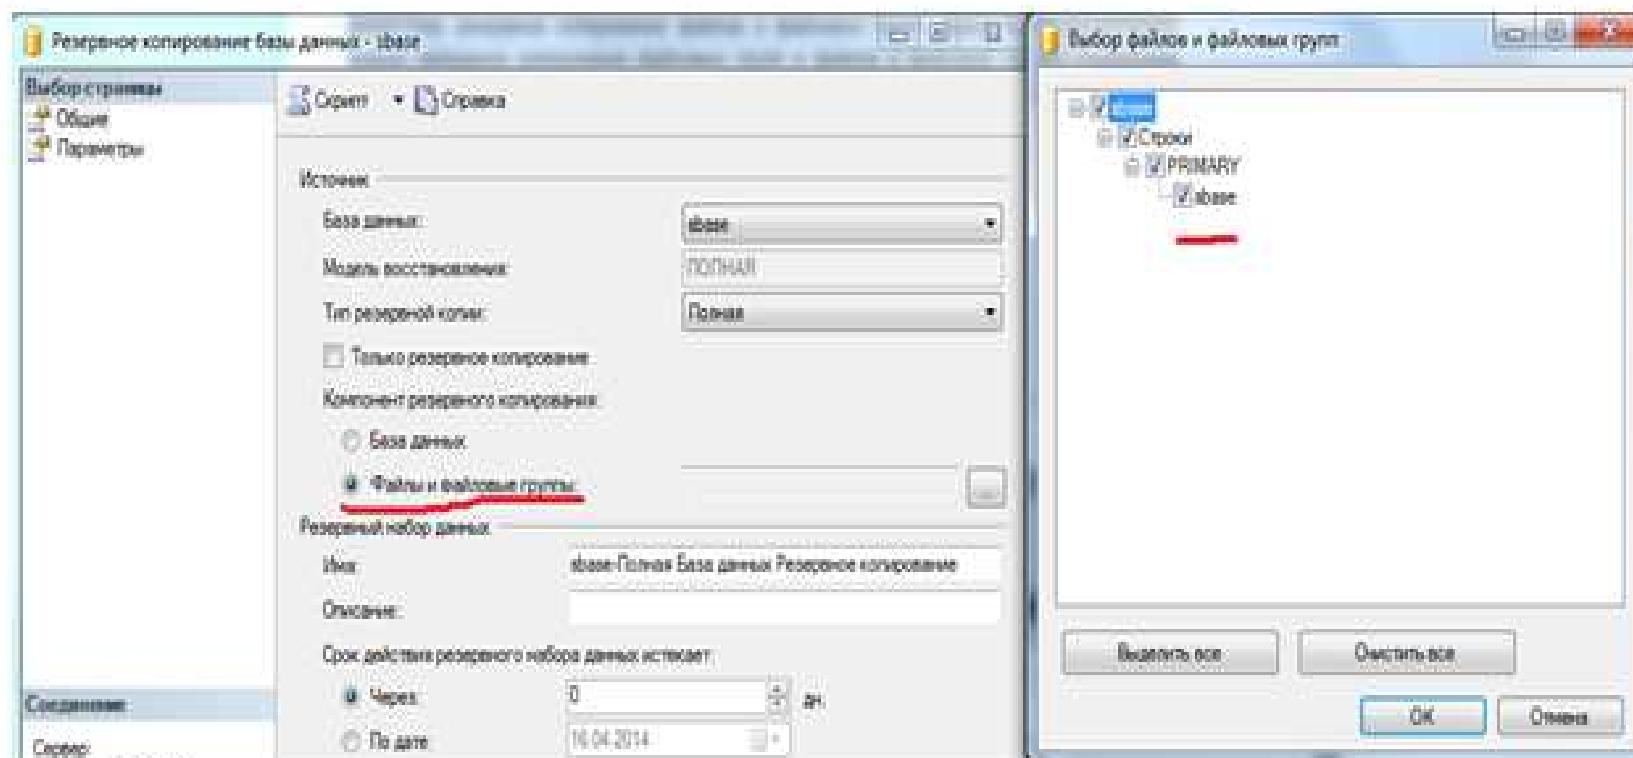 Резервное копирование базы данных - sbase
Выбор страницы
Общие
Параметры
Скрипт
Справка
Источник
База данных:
sbase
Модель восстановления:
ПОЛНАЯ
Тип резервной копии:
Полная
Только резервное копирование
Компонент резервного копирования:
База данных
Файлы и файловые группы:
...
Резервный набор данных
Имя:
sbase-Полная База данных Резервное копирование
Описание:
Срок действия резервного набора данных истекает:
Через:
0
дн.
По дате:
16.04.2014
Соединение
Сервер:
Выбор файлов и файловых групп
sbase
Строки
PRIMARY
sbase
Выделить все
Очистить все
OK
Отмена